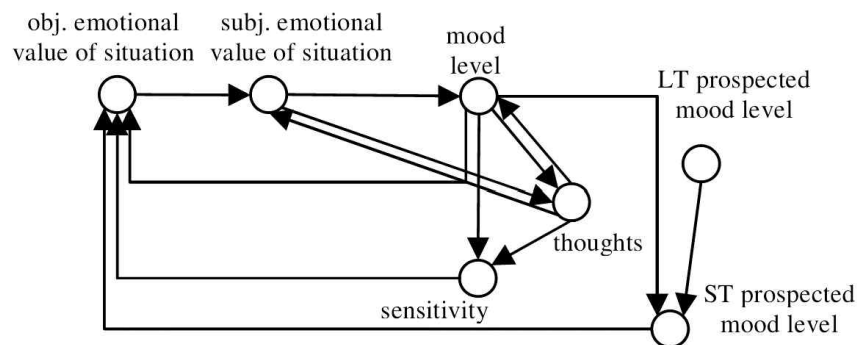 obj. emotional
value of situation
subj. emotional
value of situation
mood
level
LT prospected
mood level
thoughts
sensitivity
ST prospected
mood level